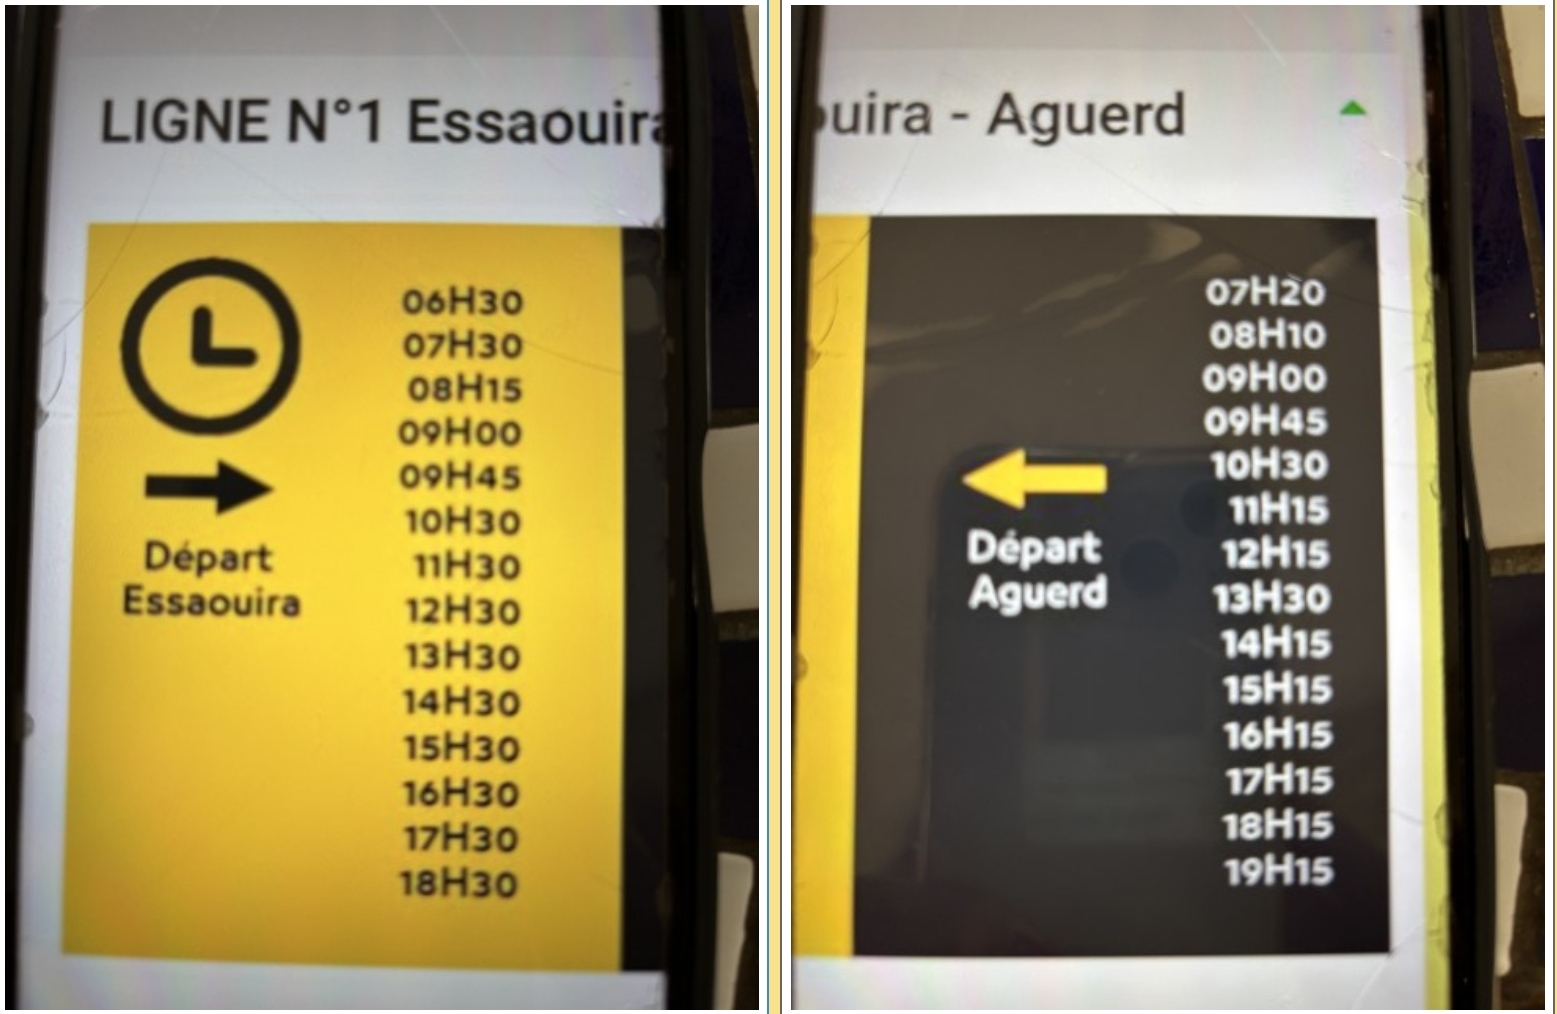 LIGNE N°1 Essaouira
06H30
07H30
08H15
09H00
09H45
10H30
11H30
12H30
13H30
14H30
15H30
16H30
17H30
18H30
Départ
Essaouira
ouira - Aguerd
07H20
08H10
09H00
09H45
10H30
11H15
12H15
13H30
14H15
15H15
16H15
17H15
18H15
19H15
Départ
Aguerd